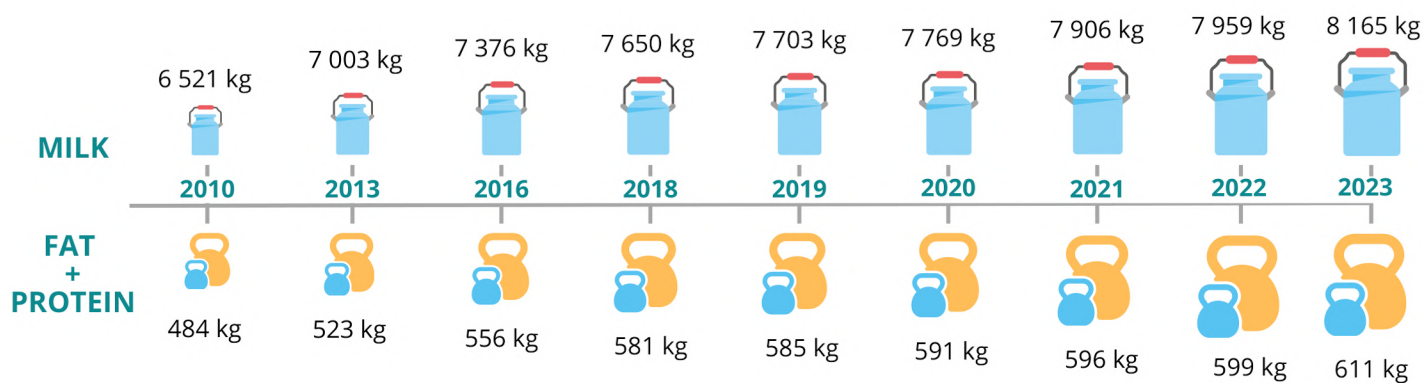 6 521 kg
7 003 kg
7 376 kg
7 650 kg
7 703 kg
7 769 kg
7 906 kg
7 959 kg
8 165 kg
MILK
2010
2013
2016
2018
2019
2020
2021
2022
2023
FAT
+
PROTEIN
484 kg
523 kg
556 kg
581 kg
585 kg
591 kg
596 kg
599 kg
611 kg